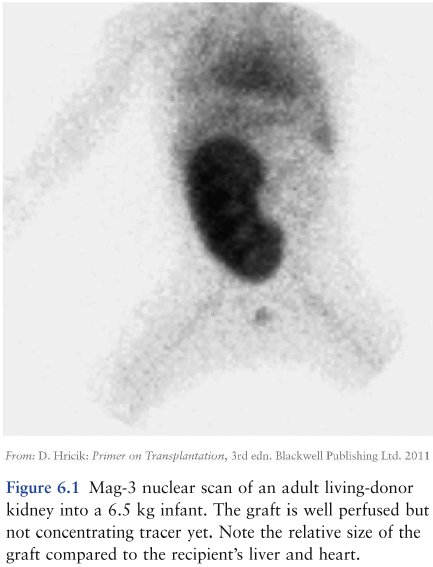 From: D. Hricik: Primer on Transplantation, 3rd edn. Blackwell Publishing Ltd. 2011
Figure 6.1 Mag-3 nuclear scan of an adult living-donor
kidney into a 6.5 kg infant. The graft is well perfused but
not concentrating tracer yet. Note the relative size of the
graft compared to the recipient's liver and heart.